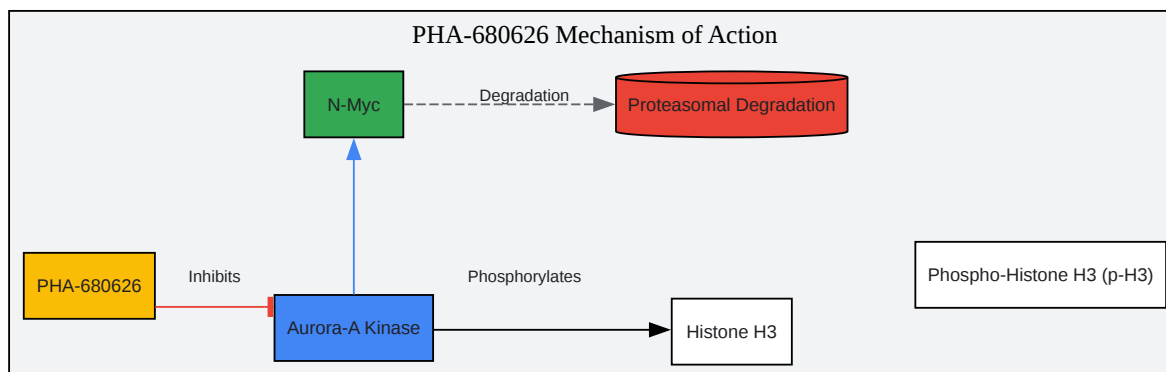 PHA-680626 Mechanism of Action
N-Myc
Degradation
Proteasomal Degradation
PHA-680626
Inhibits
Aurora-A Kinase
Phosphorylates
Histone H3
Phospho-Histone H3 (p-H3)